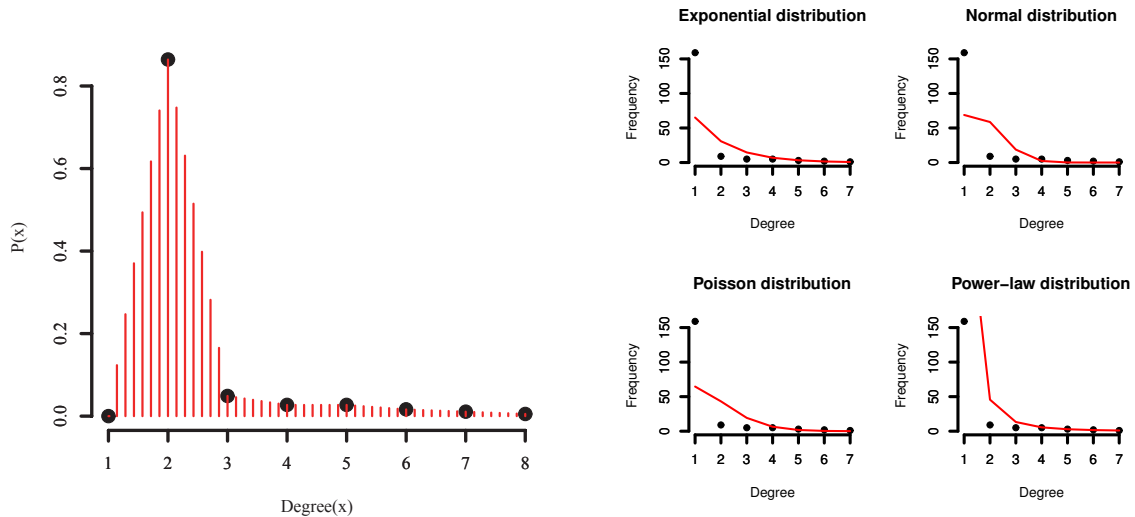 P(x)
0.8
0.6
0.4
0.2
0.0
1 2 3 4 5 6 7 8
Degree(x)
Exponential distribution
Frequency
150
100
50
0
1 2 3 4 5 6 7
Degree
Normal distribution
Frequency
150
100
50
0
1 2 3 4 5 6 7
Degree
Poisson distribution
Frequency
150
100
50
0
1 2 3 4 5 6 7
Degree
Power−law distribution
Frequency
150
100
50
0
1 2 3 4 5 6 7
Degree